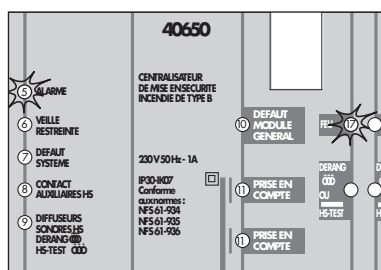 40650
5 ALARME
6 VEILLE
RESTREINTE
7 DEFAUT
SYSTEME
8 CONTACT
AUXILIAIRES HS
9 DIFFUSEURS
SONORES HS
DERANG
HS-TEST
CENTRALISATEUR
DE MISE EN SECURITE
INCENDIE DE TYPE B
230 V 50 Hz - 1A
IP30-IK07
Conforme
aux normes :
NFS 61-934
NFS 61-935
NFS 61-936
10 DEFAUT
MODULE
GENERAL
11 PRISE EN
COMPTE
11 PRISE EN
COMPTE
FEU 17
DERANG
OU
HS-TEST